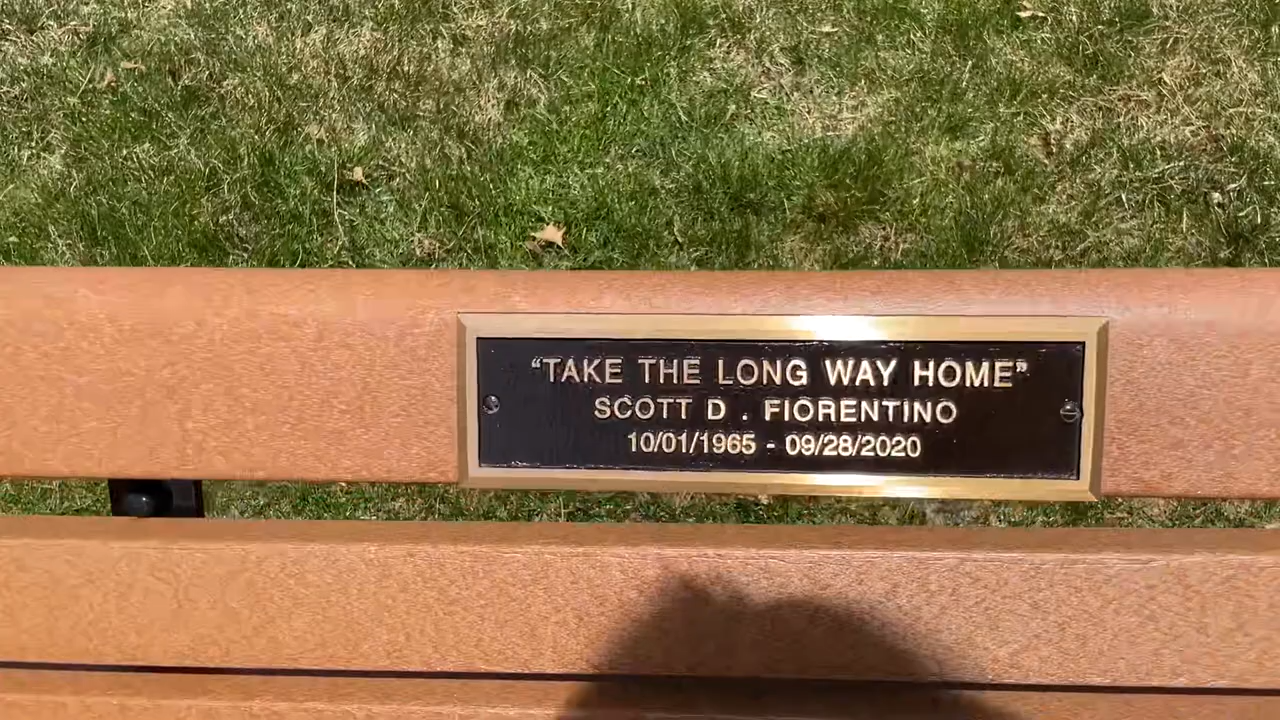 “TAKE THE LONG WAY HOME”
SCOTT D . FIORENTINO
10/01/1965 - 09/28/2020